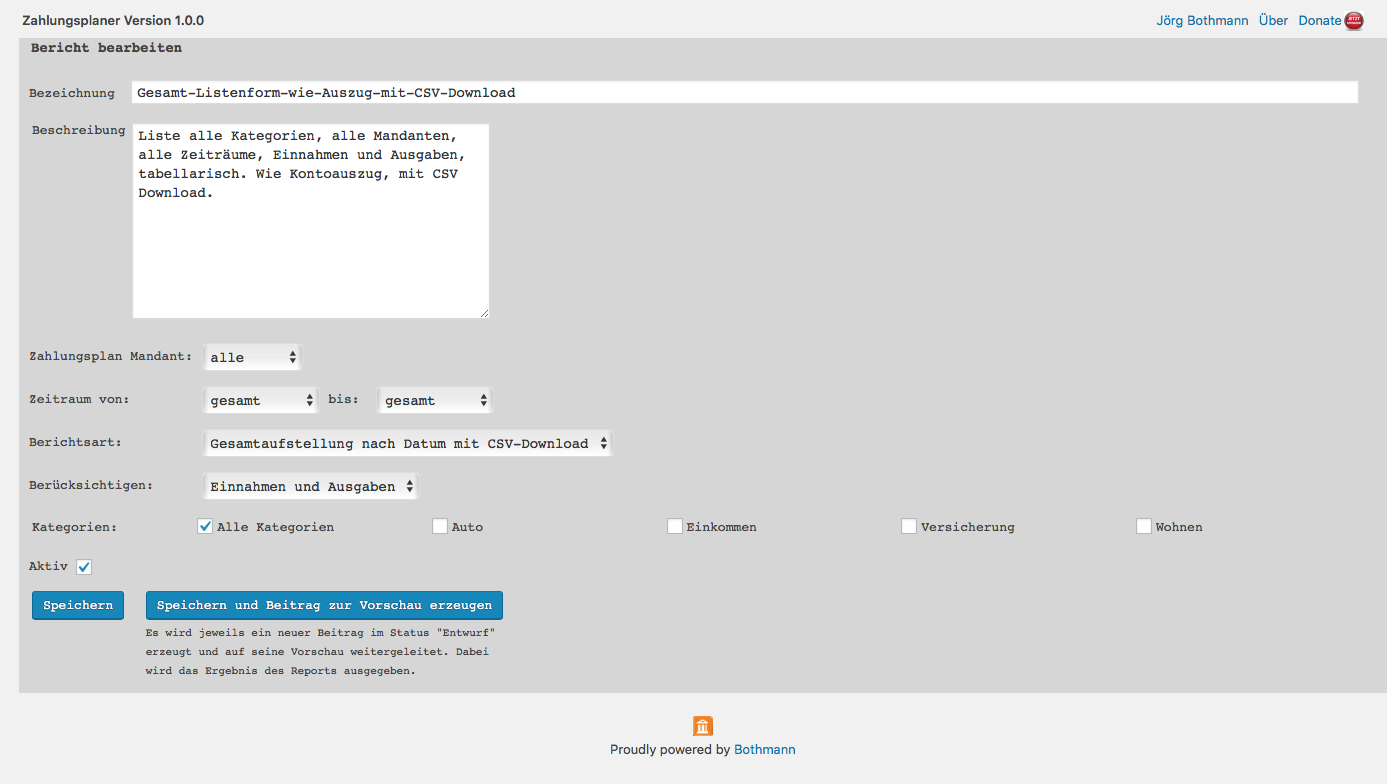 Zahlungsplaner Version 1.0.0
Jörg Bothmann Über Donate
Bericht bearbeiten
Bezeichnung Gesamt-Listenform-wie-Auszug-mit-CSV-Download
Beschreibung Liste alle Kategorien, alle Mandanten,
alle Zeiträume, Einnahmen und Ausgaben,
tabellarisch. Wie Kontoauszug, mit CSV
Download.
Zahlungsplan Mandant: alle
Zeitraum von: gesamt bis: gesamt
Berichtsart: Gesamtaufstellung nach Datum mit CSV-Download
Berücksichtigen: Einnahmen und Ausgaben
Kategorien: Alle Kategorien Auto Einkommen Versicherung Wohnen
Aktiv
Speichern Speichern und Beitrag zur Vorschau erzeugen
Es wird jeweils ein neuer Beitrag im Status "Entwurf"
erzeugt und auf seine Vorschau weitergeleitet. Dabei
wird das Ergebnis des Reports ausgegeben.
Proudly powered by Bothmann